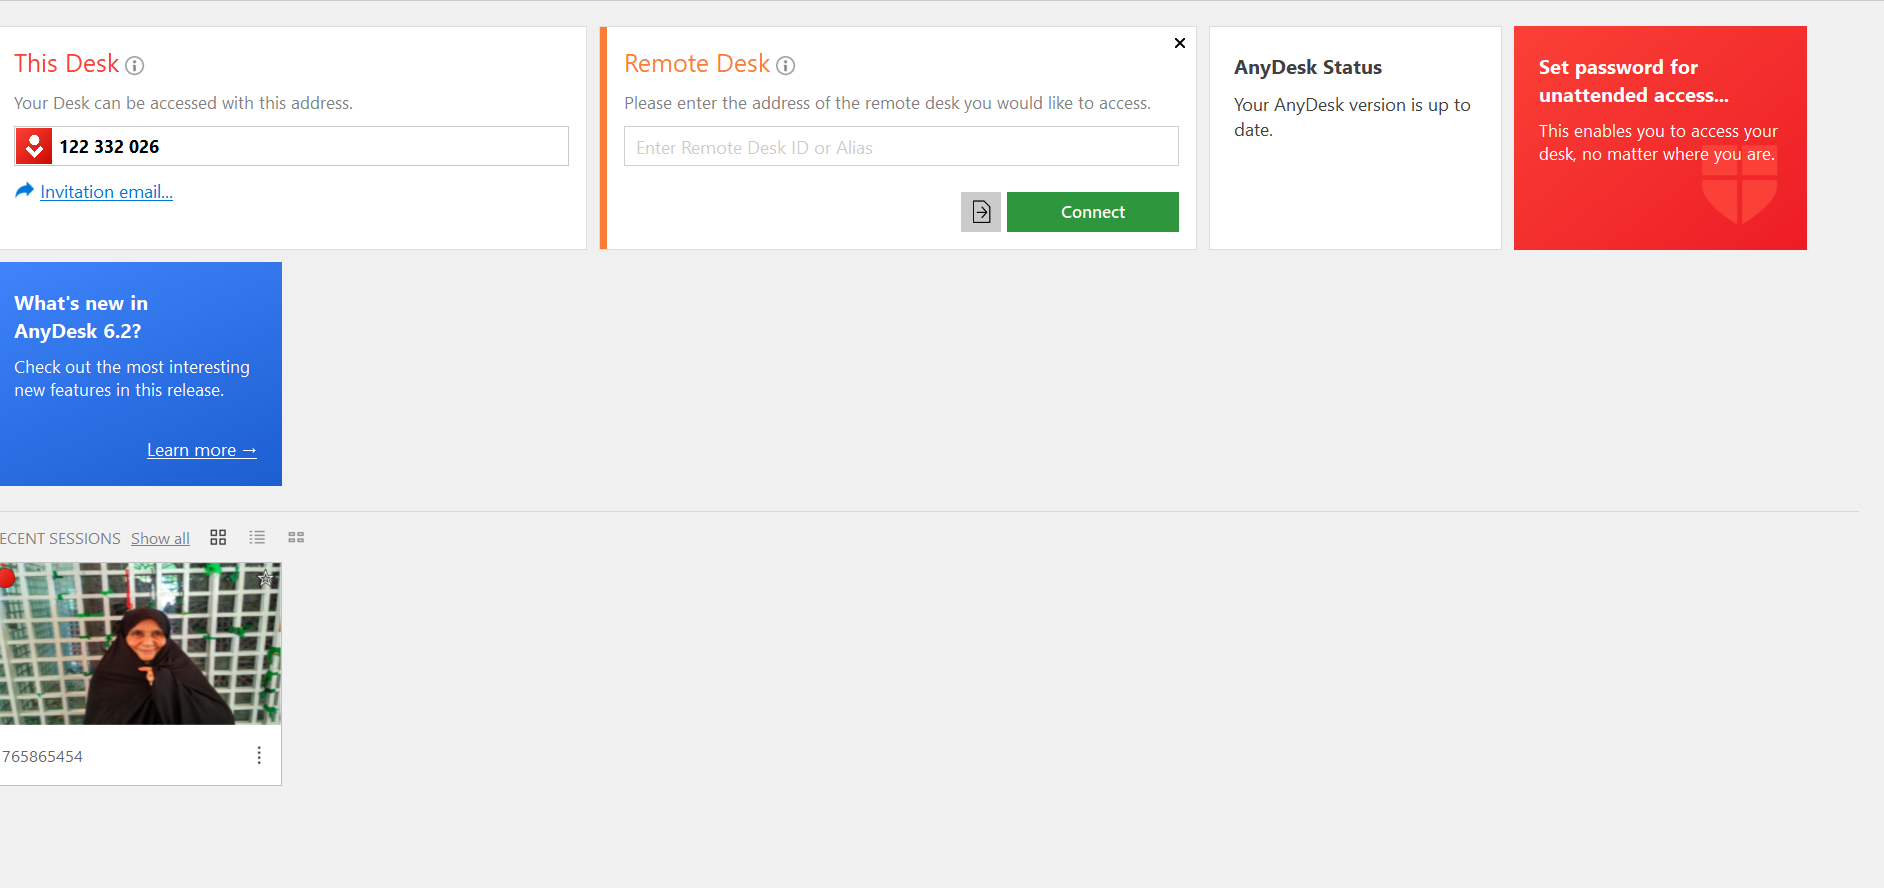 This Desk
Your Desk can be accessed with this address.
122 332 026
Invitation email...
Remote Desk
Please enter the address of the remote desk you would like to access.
Enter Remote Desk ID or Alias
Connect
AnyDesk Status
Your AnyDesk version is up to
date.
Set password for
unattended access...
This enables you to access your
desk, no matter where you are.
What's new in
AnyDesk 6.2?
Check out the most interesting
new features in this release.
Learn more →
ECENT SESSIONS Show all
765865454